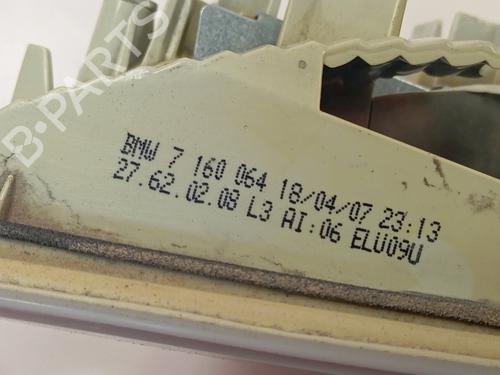 B-PARTS
BMW 7 160 064 18/04/07 23:13
27.62.02.08 L3 AI:06 ELU09U